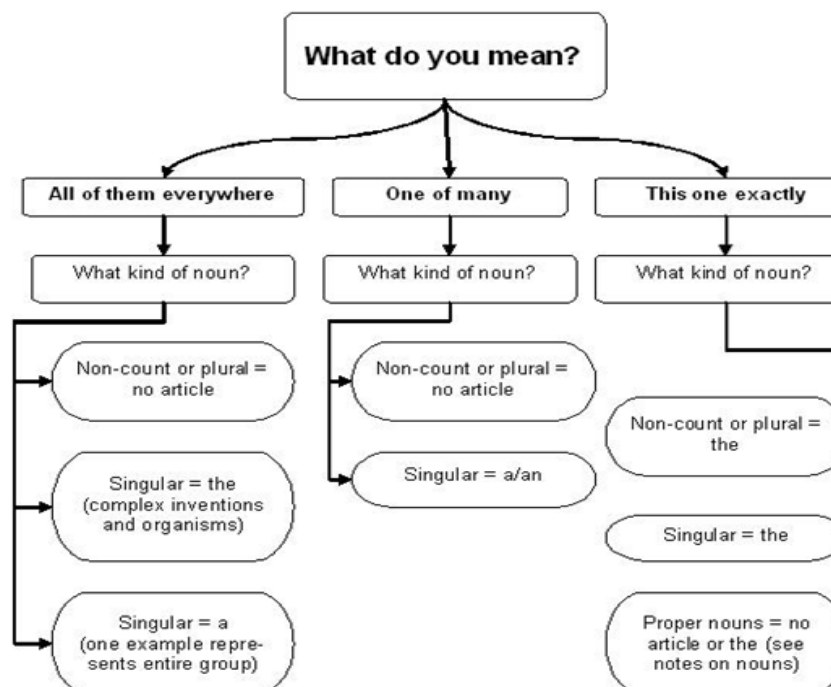 What do you mean?
All of them everywhere
One of many
This one exactly
What kind of noun?
What kind of noun?
What kind of noun?
Non-count or plural =
no article
Singular = the
(complex inventions
and organisms)
Singular = a
(one example repre-
sents entire group)
Non-count or plural =
no article
Singular = a/an
Non-count or plural =
the
Singular = the
Proper nouns = no
article or the (see
notes on nouns)